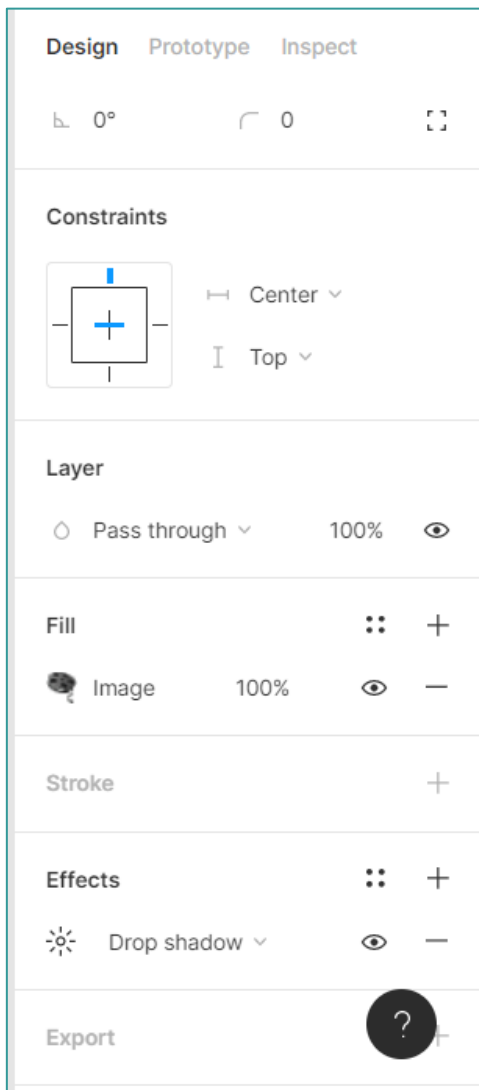 Design Prototype Inspect
0° 0
Constraints
Center
Top
Layer
Pass through 100%
Fill
Image 100%
Stroke
Effects
Drop shadow
Export ?